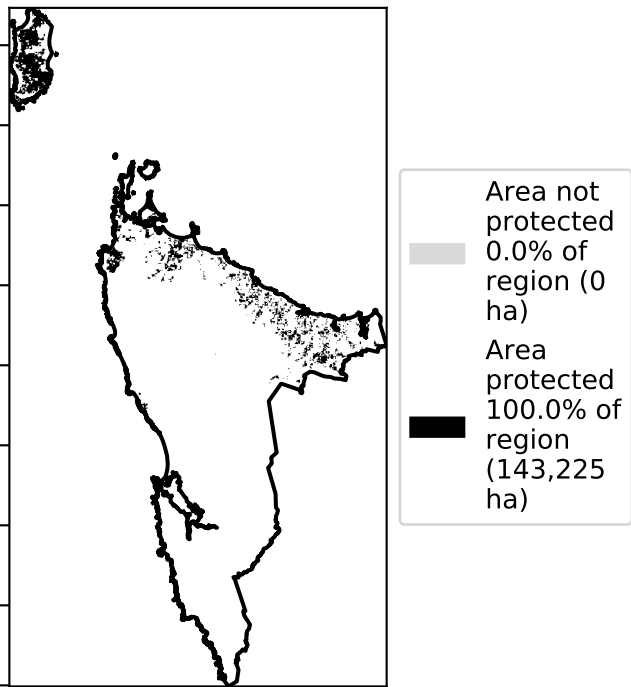 Area not
protected
0.0% of
region (0
ha)
Area
protected
100.0% of
region
(143,225
ha)